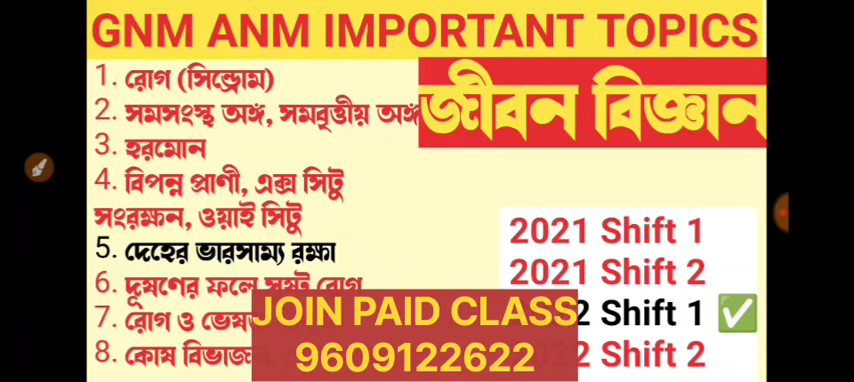 GNM ANM IMPORTANT TOPICS
জীবন বিজ্ঞান
1. রোগ (সিন্ড্রোম)
2. সমসংস্থ অঙ্গ, সমবৃত্তীয় অঙ্গ
3. হরমোন
4. বিপন্ন প্রাণী, এক্স সিটু
সংরক্ষন, ওয়াই সিটু
5. দেহের ভারসাম্য রক্ষা
6. দূষণের ফলে সৃষ্ট রোগ
7. রোগ ও
8. কোষ বিভাজন
2021 Shift 1
2021 Shift 2
2 Shift 1 ✅
Shift 2
JOIN PAID CLASS
9609122622